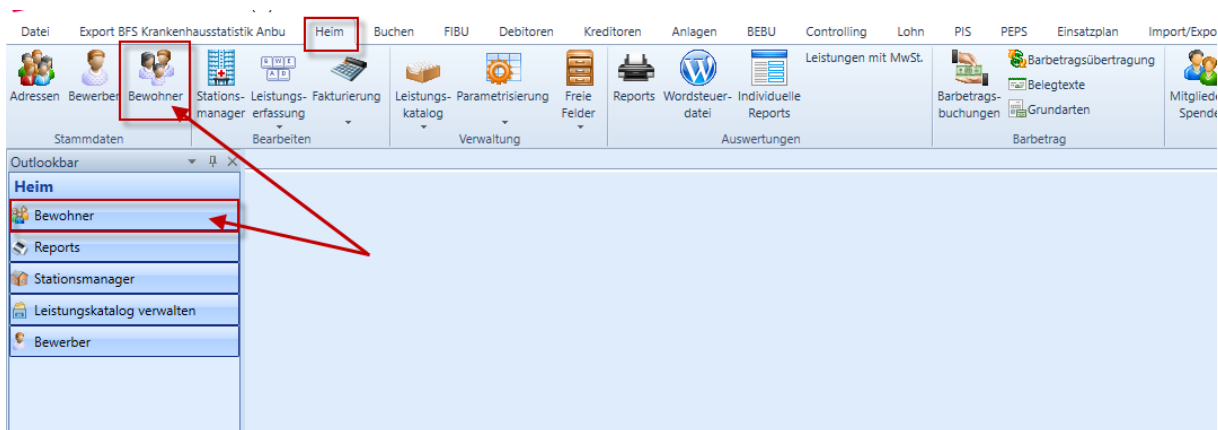 Datei Export BFS Krankenhausstatistik Anbu Heim Buchen FIBU Debitoren Kreditoren Anlagen BEBU Controlling Lohn PIS PEPS Einsatzplan Import/Expo
Adressen Bewerber Bewohner Stations- Leistungs- Fakturierung Leistungs- Parametrisierung Freie Reports Wordsteuer- Individuelle Leistungen mit MwSt. Barbetrags- Barbetragsübertragung Mitglied
manager erfassung katalog Felder datei Reports buchungen Belegtexte Spende
Grundarten
Stammdaten Bearbeiten Verwaltung Auswertungen Barbetrag
Outlookbar
Heim
Bewohner
Reports
Stationsmanager
Leistungskatalog verwalten
Bewerber